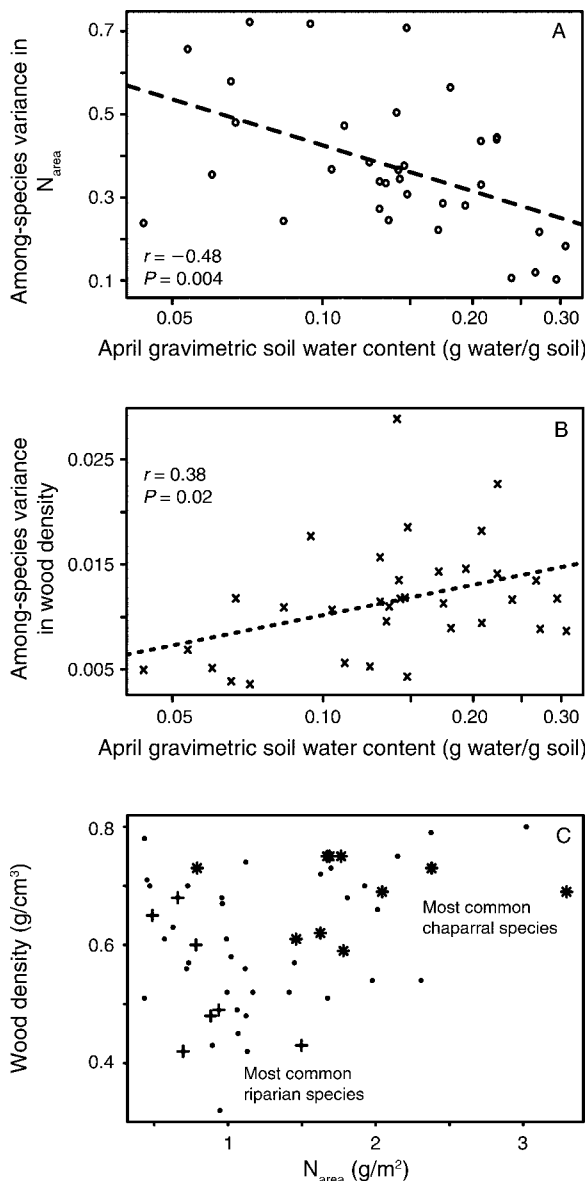 A
Among-species variance in
N_area
0.7
0.5
0.3
0.1
r = −0.48
P = 0.004
0.05 0.10 0.20 0.30
April gravimetric soil water content (g water/g soil)
B
Among-species variance
in wood density
0.025
0.015
0.005
r = 0.38
P = 0.02
0.05 0.10 0.20 0.30
April gravimetric soil water content (g water/g soil)
C
Wood density (g/cm³)
0.8
0.6
0.4
Most common
chaparral species
Most common
riparian species
1 2 3
N_area (g/m²)